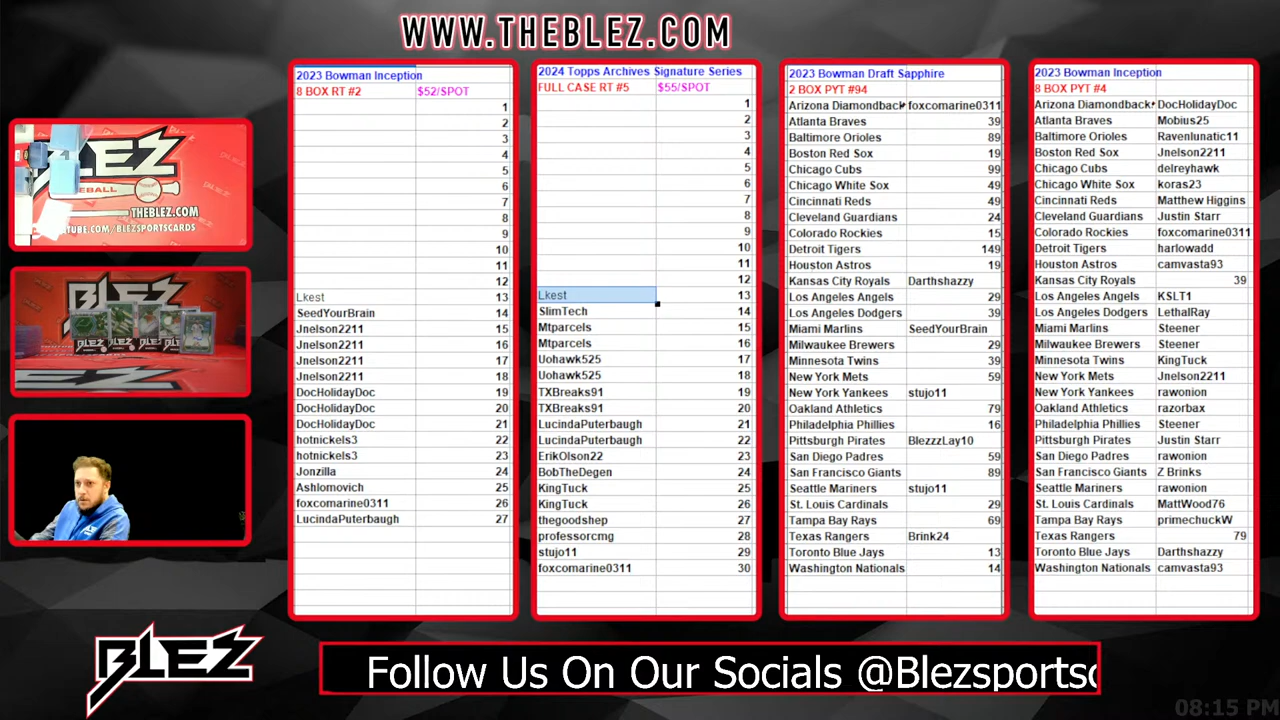 WWW.THEBLEZ.COM
BLEZ
THEBLEZ.COM
2023 Bowman Inception
8 BOX RT #2 $52/SPOT
1
2
3
4
5
6
7
8
9
10
11
12
Lkest 13
SeedYourBrain 14
Jnelson2211 15
Jnelson2211 16
Jnelson2211 17
Jnelson2211 18
DocHolidayDoc 19
DocHolidayDoc 20
DocHolidayDoc 21
hotnickels3 22
hotnickels3 23
Jonzilla 24
Ashlomovich 25
foxcomarine0311 26
LucindaPuterbaugh 27
2024 Topps Archives Signature Series
FULL CASE RT #5 $55/SPOT
1
2
3
4
5
6
7
8
9
10
11
12
Lkest 13
SlimTech 14
Mtparcels 15
Mtparcels 16
Uohawk525 17
Uohawk525 18
TXBreaks91 19
TXBreaks91 20
LucindaPuterbaugh 21
LucindaPuterbaugh 22
ErikOlson22 23
BobTheDegen 24
KingTuck 25
KingTuck 26
thegoodshep 27
professorcmg 28
stujo11 29
foxcomarine0311 30
2023 Bowman Draft Sapphire
2 BOX PYT #94
Arizona Diamondback foxcomarine0311
Atlanta Braves 39
Baltimore Orioles 89
Boston Red Sox 19
Chicago Cubs 99
Chicago White Sox 49
Cincinnati Reds 49
Cleveland Guardians 24
Colorado Rockies 15
Detroit Tigers 149
Houston Astros 19
Kansas City Royals Darthshazzy
Los Angeles Angels 29
Los Angeles Dodgers 39
Miami Marlins SeedYourBrain
Milwaukee Brewers 29
Minnesota Twins 39
New York Mets 59
New York Yankees stujo11
Oakland Athletics 79
Philadelphia Phillies 16
Pittsburgh Pirates BlezzzLay10
San Diego Padres 59
San Francisco Giants 89
Seattle Mariners stujo11
St. Louis Cardinals 29
Tampa Bay Rays 69
Texas Rangers Brink24
Toronto Blue Jays 13
Washington Nationals 14
2023 Bowman Inception
8 BOX PYT #4
Arizona Diamondback DocHolidayDoc
Atlanta Braves Mobius25
Baltimore Orioles Ravenlunatic11
Boston Red Sox Jnelson2211
Chicago Cubs delreyhawk
Chicago White Sox koras23
Cincinnati Reds Matthew Higgins
Cleveland Guardians Justin Starr
Colorado Rockies foxcomarine0311
Detroit Tigers harlowadd
Houston Astros camvasta93
Kansas City Royals 39
Los Angeles Angels KSLT1
Los Angeles Dodgers LethalRay
Miami Marlins Steener
Milwaukee Brewers Steener
Minnesota Twins KingTuck
New York Mets Jnelson2211
New York Yankees rawonion
Oakland Athletics razorbax
Philadelphia Phillies Steener
Pittsburgh Pirates Justin Starr
San Diego Padres rawonion
San Francisco Giants Z Brinks
Seattle Mariners rawonion
St. Louis Cardinals MattWood76
Tampa Bay Rays primechuckW
Texas Rangers 79
Toronto Blue Jays Darthshazzy
Washington Nationals camvasta93
BLEZ
Follow Us On Our Socials @Blezsportsc
08:15 PM